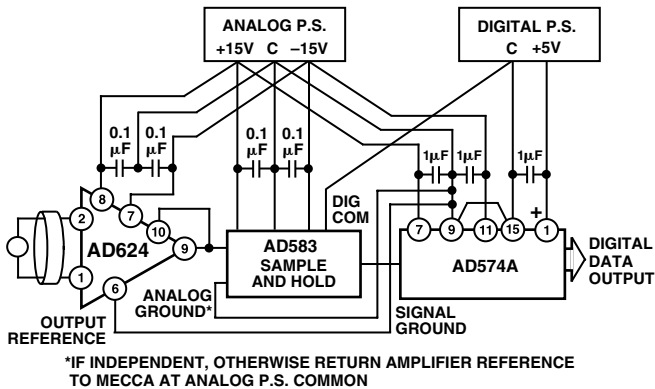 ANALOG P.S.
+15V C –15V
DIGITAL P.S.
C +5V
0.1
µF
0.1
µF
0.1
µF
0.1
µF
1µF
1µF
1µF
8
7
10
9
2
1
6
AD624
DIG
COM
AD583
SAMPLE
AND HOLD
7
9
11
15
+
1
AD574A
DIGITAL
DATA
OUTPUT
ANALOG
GROUND*
OUTPUT
REFERENCE
SIGNAL
GROUND
*IF INDEPENDENT, OTHERWISE RETURN AMPLIFIER REFERENCE
TO MECCA AT ANALOG P.S. COMMON